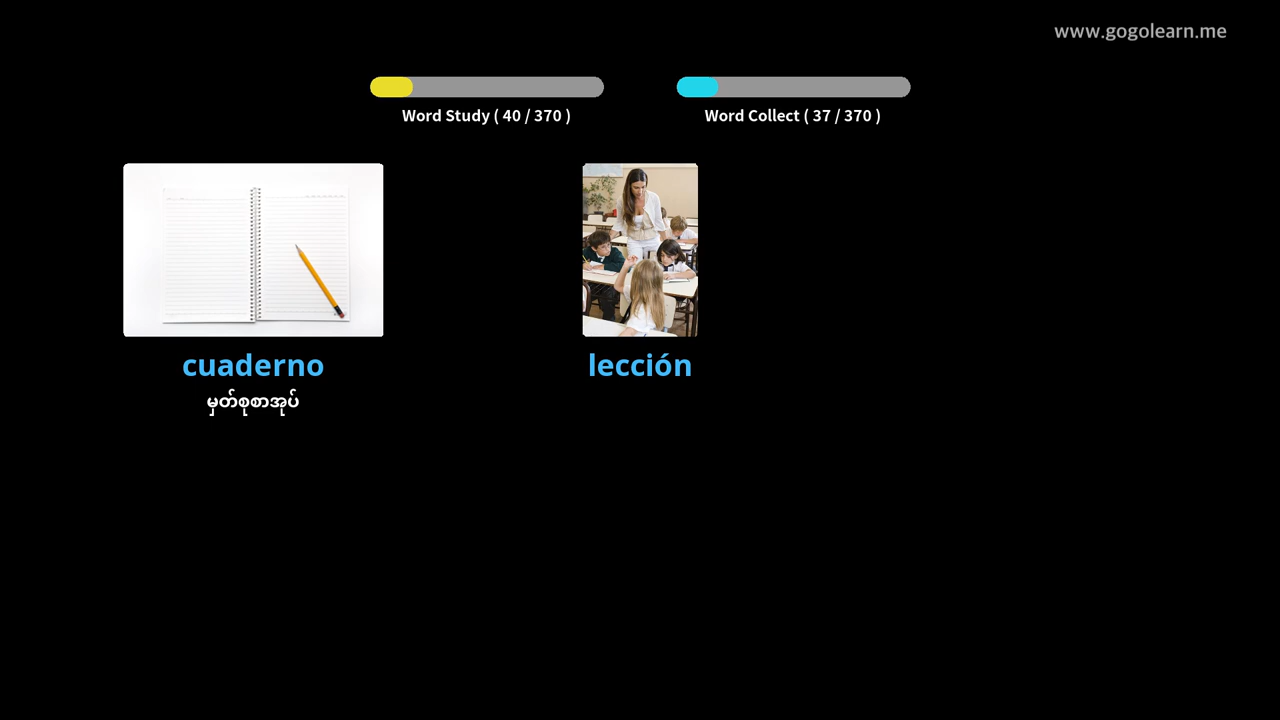 www.gogolearn.me
Word Study ( 40 / 370 )
Word Collect ( 37 / 370 )
cuaderno
မှတ်စုစာအုပ်
lección